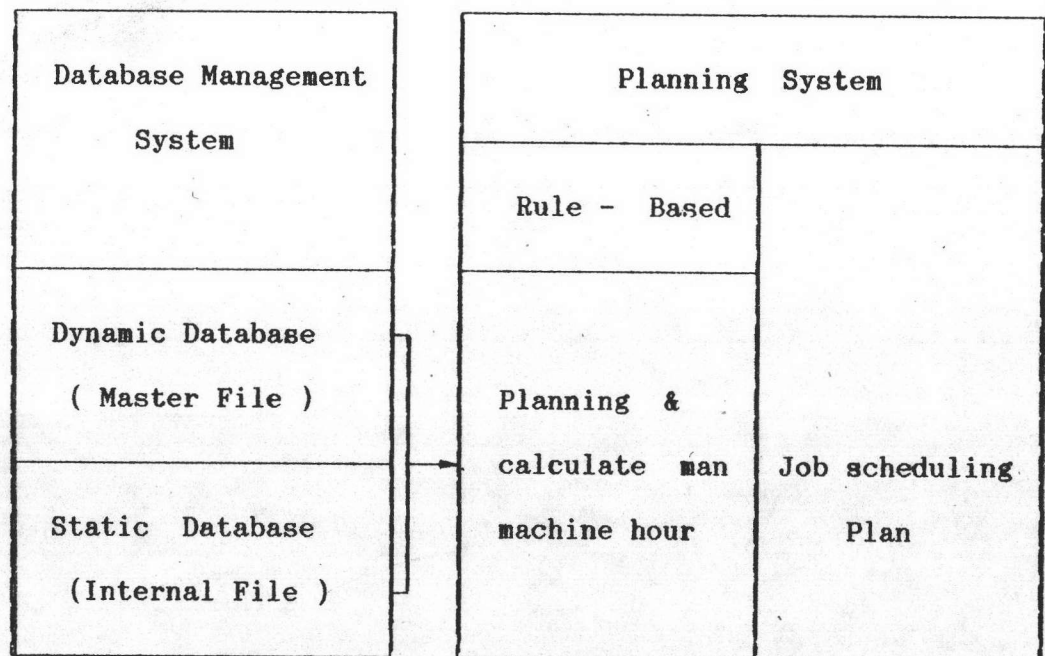 Database Management
System
Dynamic Database
( Master File )
Static Database
(Internal File )
Planning System
Rule - Based
Planning &
calculate man
machine hour
Job scheduling
Plan